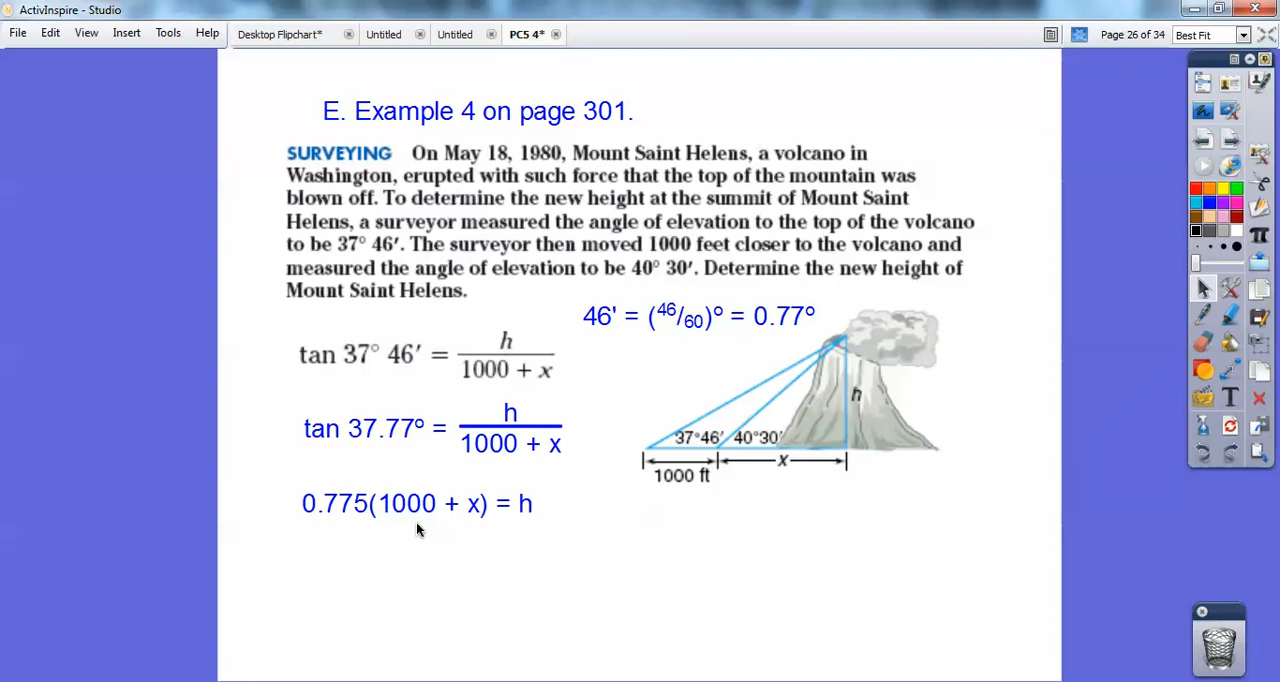 ActivInspire - Studio
File Edit View Insert Tools Help
Desktop Flipchart* Untitled Untitled PC5 4*
Page 26 of 34 Best Fit
E. Example 4 on page 301.
SURVEYING On May 18, 1980, Mount Saint Helens, a volcano in
Washington, erupted with such force that the top of the mountain was
blown off. To determine the new height at the summit of Mount Saint
Helens, a surveyor measured the angle of elevation to the top of the volcano
to be 37° 46′. The surveyor then moved 1000 feet closer to the volcano and
measured the angle of elevation to be 40° 30′. Determine the new height of
Mount Saint Helens.
46' = (46/60)º = 0.77º
tan 37° 46′ = h
1000 + x
tan 37.77º = h
1000 + x
0.775(1000 + x) = h
h
37°46′ 40°30′
x
1000 ft